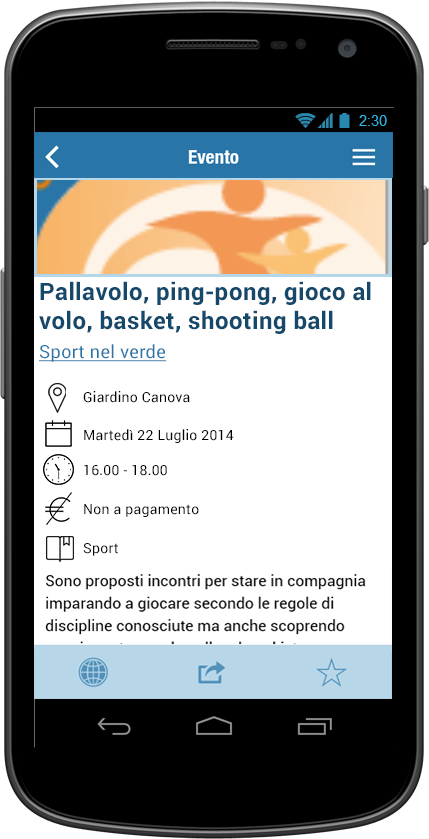 2:30
Evento
Pallavolo, ping-pong, gioco al
volo, basket, shooting ball
Sport nel verde
Giardino Canova
Martedì 22 Luglio 2014
16.00 - 18.00
Non a pagamento
Sport
Sono proposti incontri per stare in compagnia
imparando a giocare secondo le regole di
discipline conosciute ma anche scoprendo